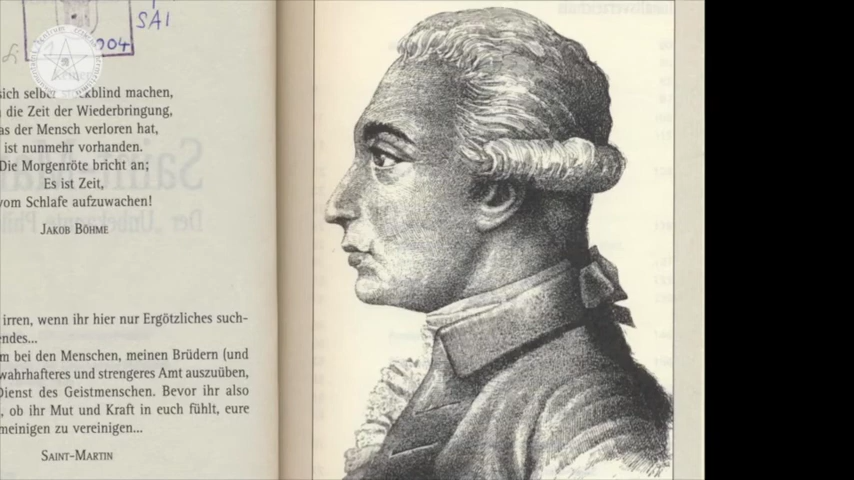 SAI
004
sich selber stockblind machen,
die Zeit der Wiederbringung,
as der Mensch verloren hat,
ist nunmehr vorhanden.
Die Morgenröte bricht an;
Es ist Zeit,
vom Schlafe aufzuwachen!
JAKOB BÖHME
irren, wenn ihr hier nur Ergötzliches such-
endes...
m bei den Menschen, meinen Brüdern (und
wahrhafteres und strengeres Amt auszuüben,
Dienst des Geistmenschen. Bevor ihr also
, ob ihr Mut und Kraft in euch fühlt, eure
meinigen zu vereinigen...
SAINT-MARTIN